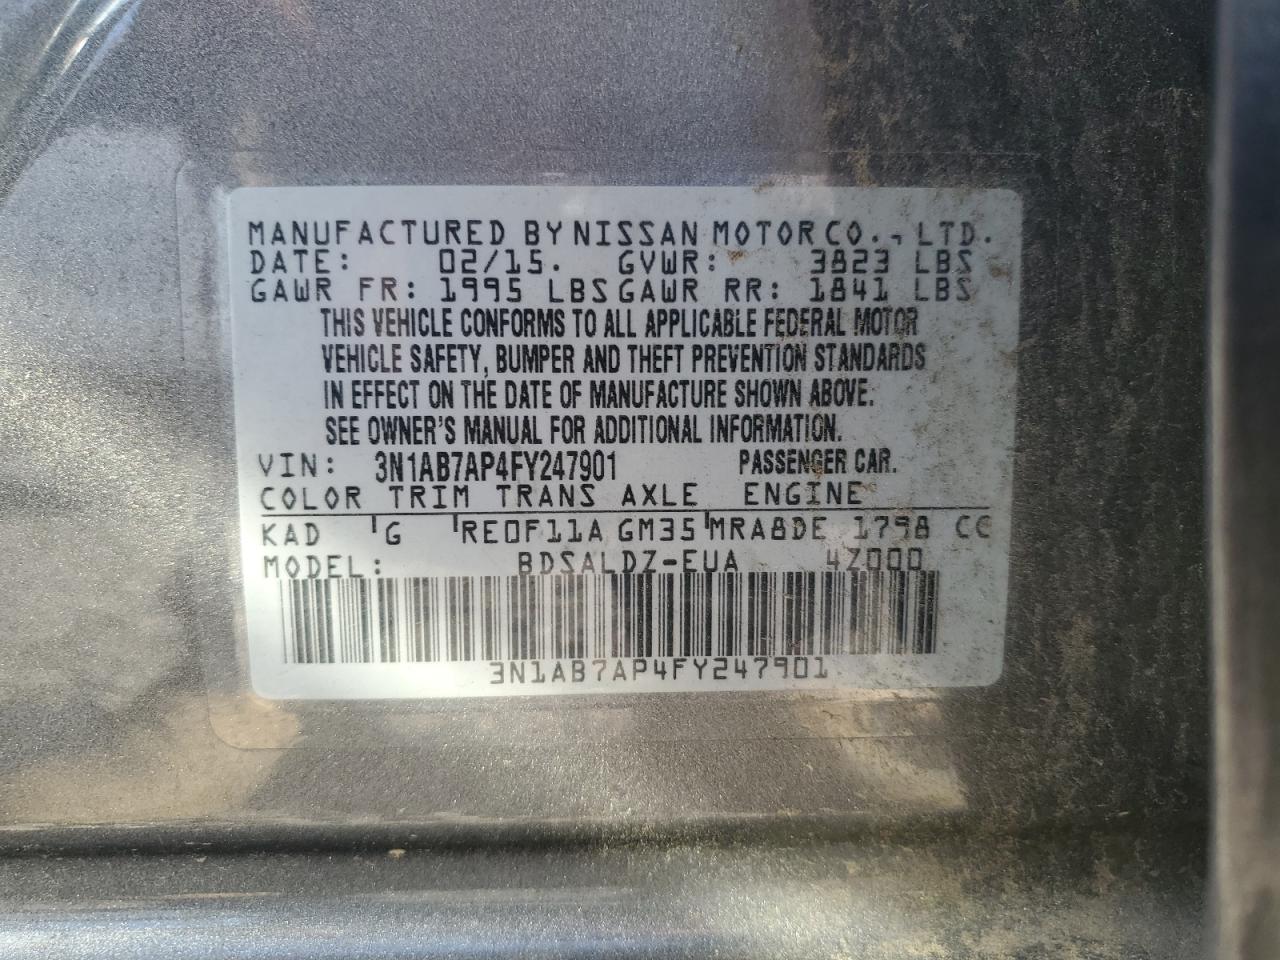 MANUFACTURED BY NISSAN MOTOR CO., LTD.
DATE: 02/15. GVWR: 3823 LBS
GAWR FR: 1995 LBS GAWR RR: 1841 LBS
THIS VEHICLE CONFORMS TO ALL APPLICABLE FEDERAL MOTOR
VEHICLE SAFETY, BUMPER AND THEFT PREVENTION STANDARDS
IN EFFECT ON THE DATE OF MANUFACTURE SHOWN ABOVE.
SEE OWNER'S MANUAL FOR ADDITIONAL INFORMATION.
VIN: 3N1AB7AP4FY247901 PASSENGER CAR.
COLOR TRIM TRANS AXLE ENGINE
KAD G RE0F11A GM35 MRA8DE 1798 CC
MODEL: BDSALDZ-EUA 4Z000
3N1AB7AP4FY247901